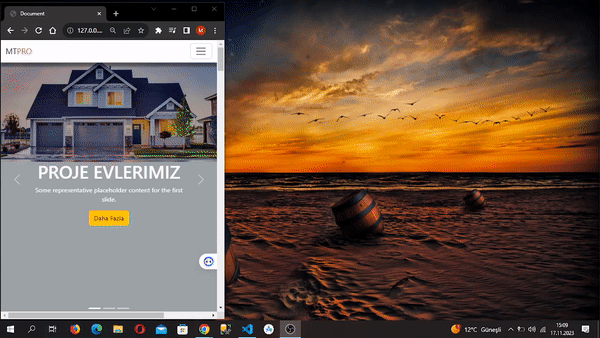 Document
127.0.0....
M
MTPRO
PROJE EVLERIMIZ
Some representative placeholder content for the first
slide.
Daha Fazla
12°C Güneşli
15:09
17.11.2023